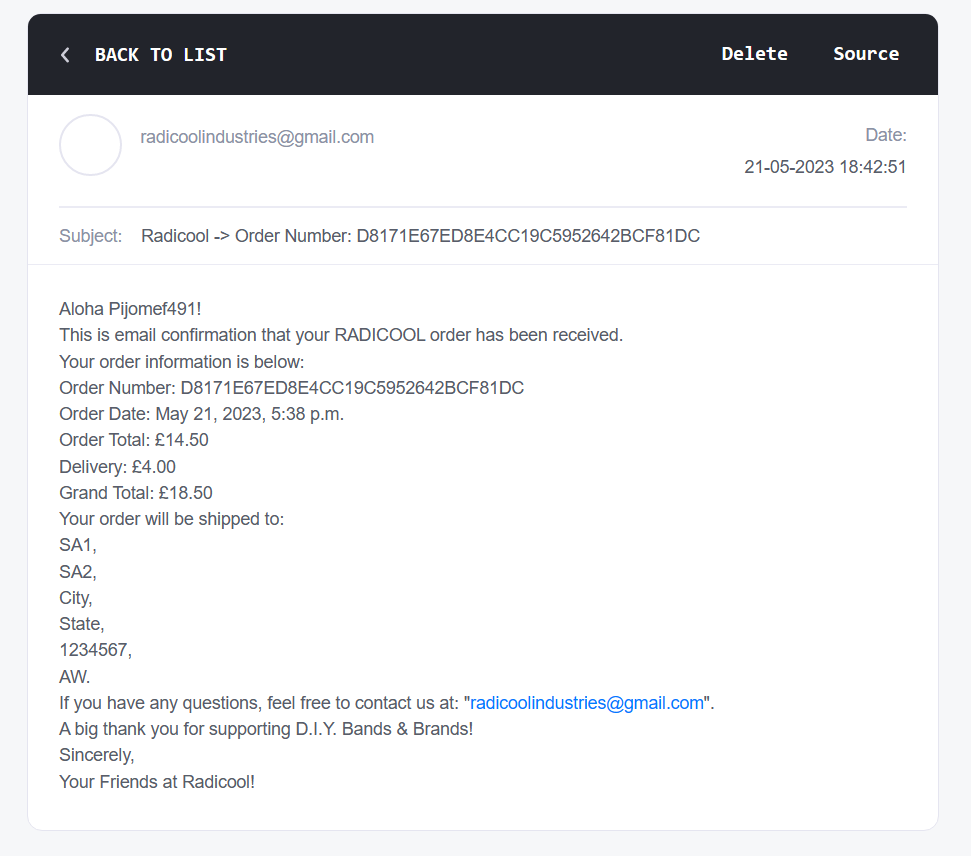 BACK TO LIST Delete Source
radicoolindustries@gmail.com
Date:
21-05-2023 18:42:51
Subject: Radicool -> Order Number: D8171E67ED8E4CC19C5952642BCF81DC
Aloha Pijomef491!
This is email confirmation that your RADICOOL order has been received.
Your order information is below:
Order Number: D8171E67ED8E4CC19C5952642BCF81DC
Order Date: May 21, 2023, 5:38 p.m.
Order Total: £14.50
Delivery: £4.00
Grand Total: £18.50
Your order will be shipped to:
SA1,
SA2,
City,
State,
1234567,
AW.
If you have any questions, feel free to contact us at: "radicoolindustries@gmail.com".
A big thank you for supporting D.I.Y. Bands & Brands!
Sincerely,
Your Friends at Radicool!